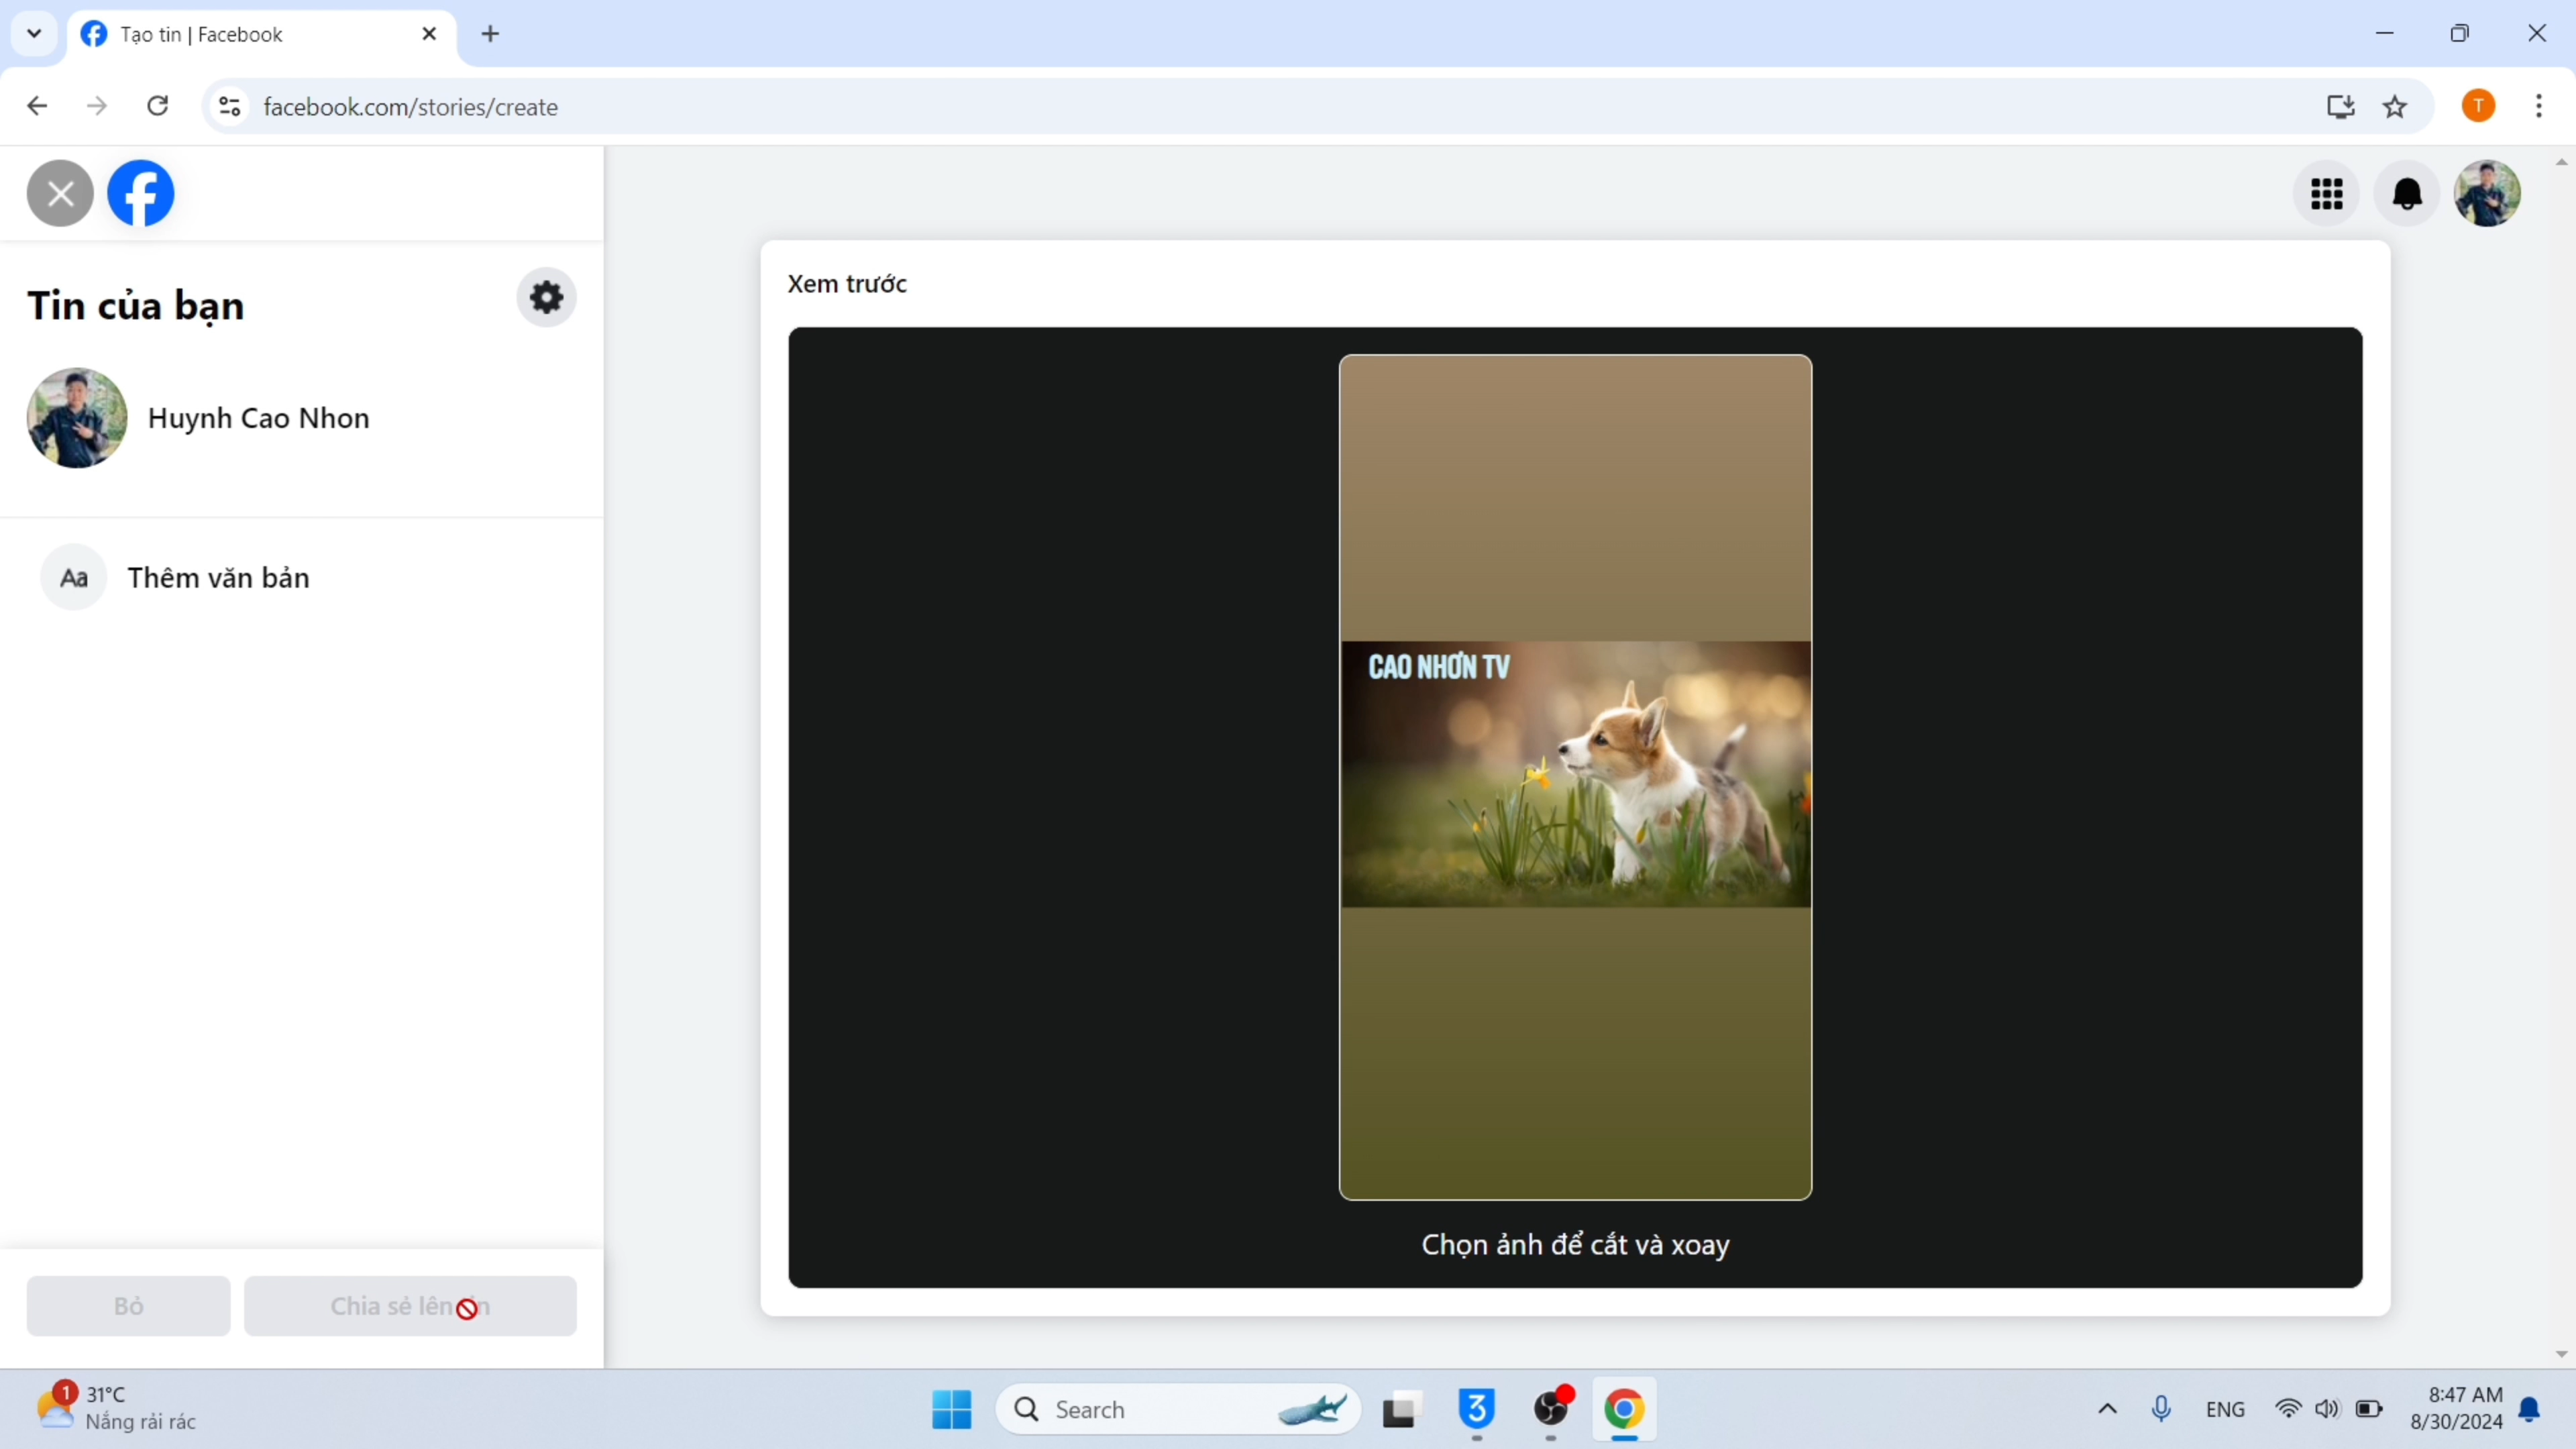 Tạo tin | Facebook
facebook.com/stories/create
T
Tin của bạn
Huynh Cao Nhon
Aa Thêm văn bản
Xem trước
CAO NHƠN TV
Chọn ảnh để cắt và xoay
Bỏ
Chia sẻ lên
1
31°C
Nắng rải rác
Search
3
ENG
8:47 AM
8/30/2024